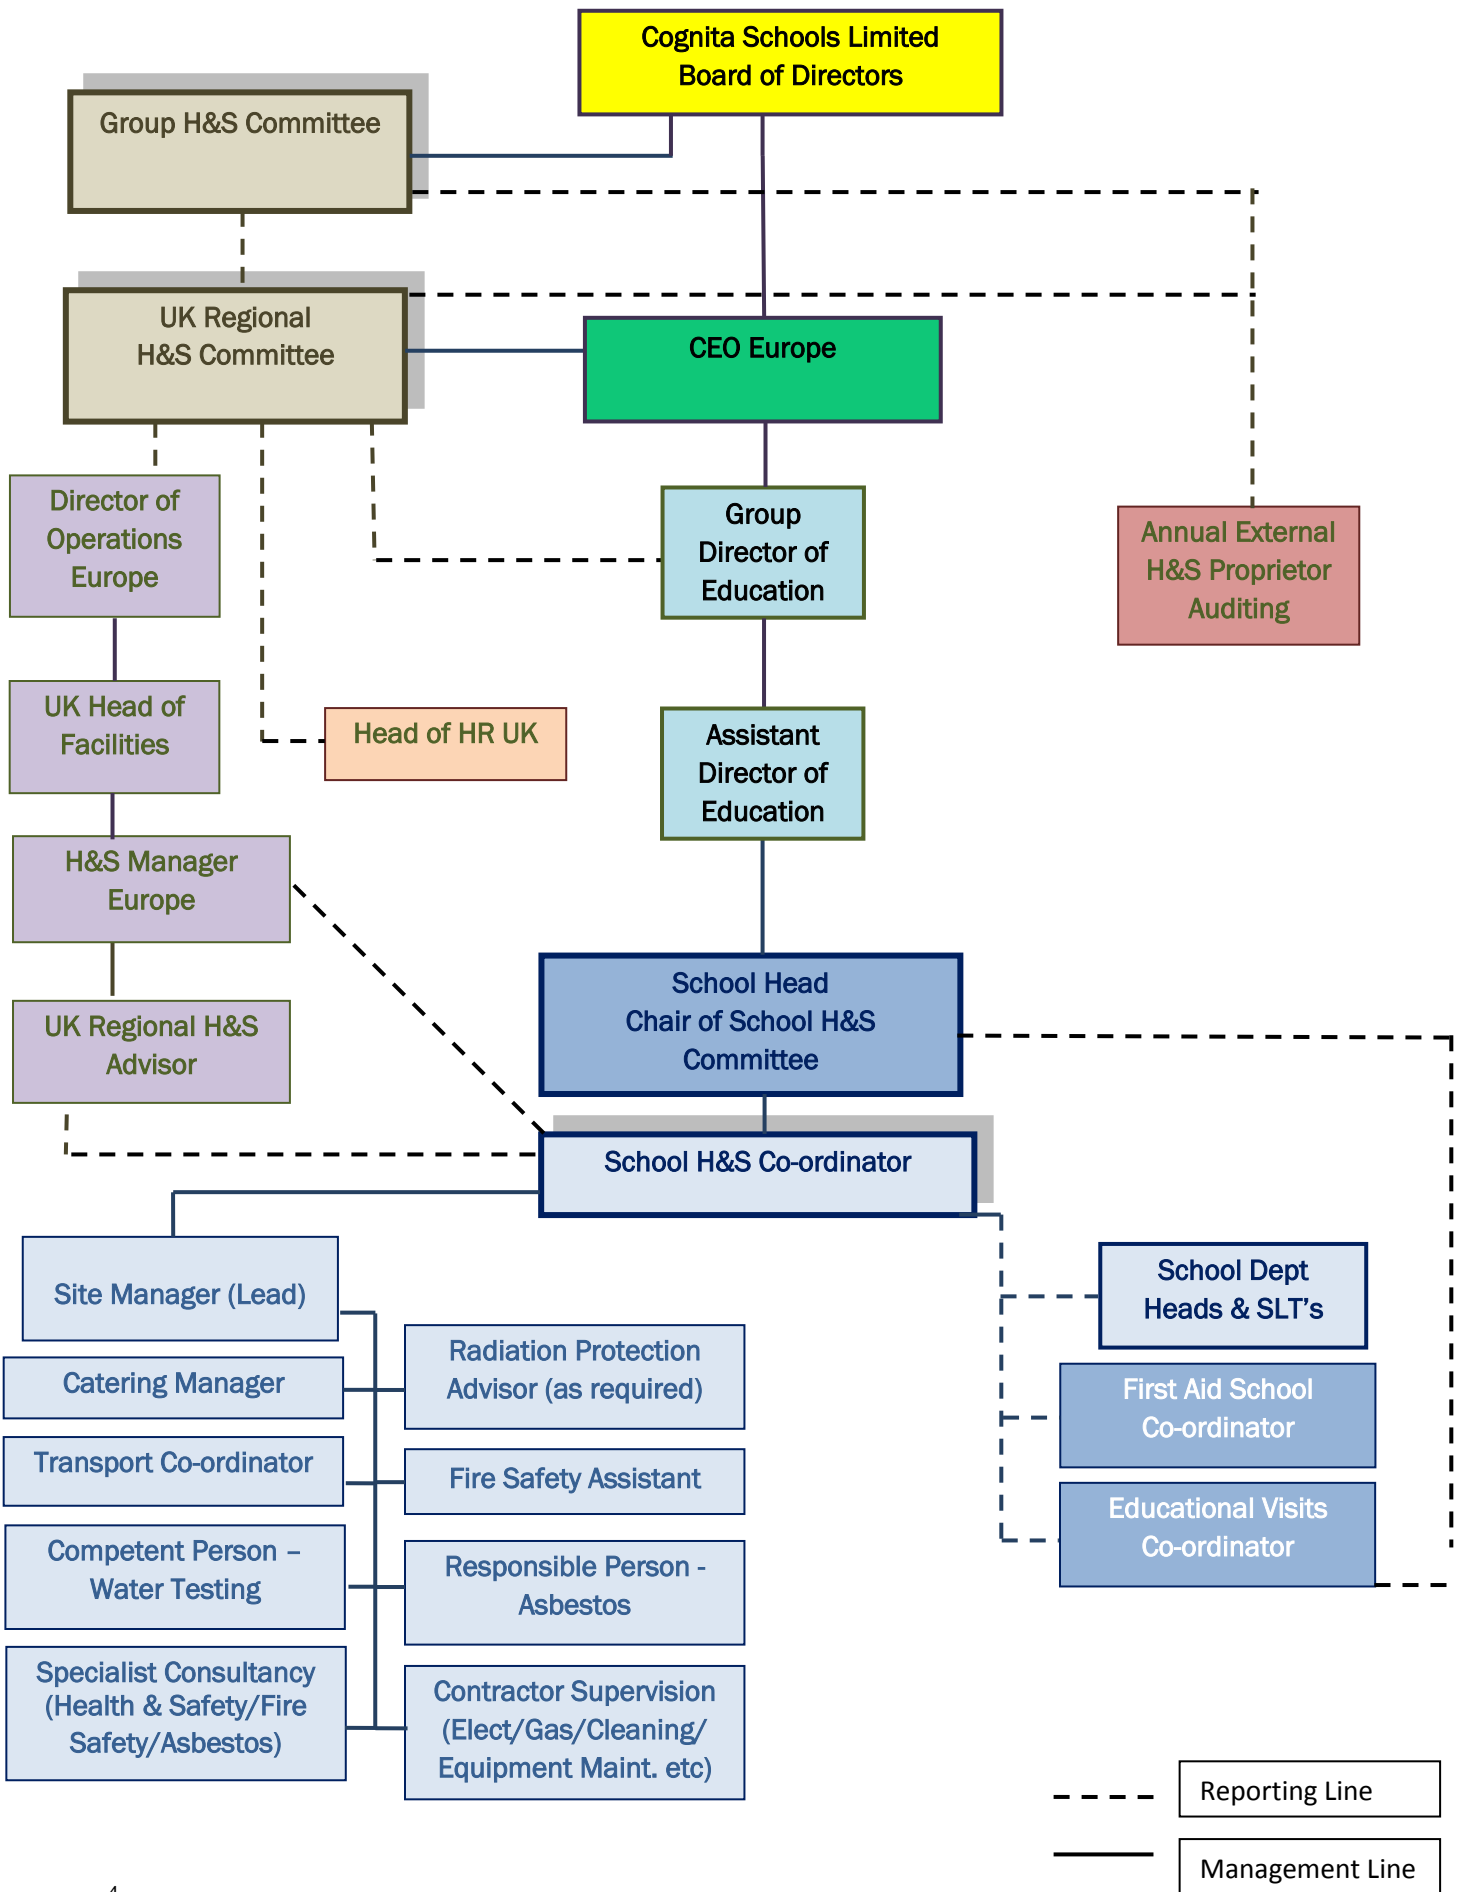 Cognita Schools Limited
Board of Directors
Group H&S Committee
UK Regional
H&S Committee
CEO Europe
Director of
Operations
Europe
Group
Director of
Education
Annual External
H&S Proprietor
Auditing
UK Head of
Facilities
Head of HR UK
Assistant
Director of
Education
H&S Manager
Europe
School Head
Chair of School H&S
Committee
UK Regional H&S
Advisor
School H&S Co-ordinator
Site Manager (Lead)
School Dept
Heads & SLT's
Radiation Protection
Advisor (as required)
Catering Manager
First Aid School
Co-ordinator
Transport Co-ordinator
Fire Safety Assistant
Educational Visits
Co-ordinator
Competent Person –
Water Testing
Responsible Person -
Asbestos
Specialist Consultancy
(Health & Safety/Fire
Safety/Asbestos)
Contractor Supervision
(Elect/Gas/Cleaning/
Equipment Maint. etc)
Reporting Line
Management Line
4